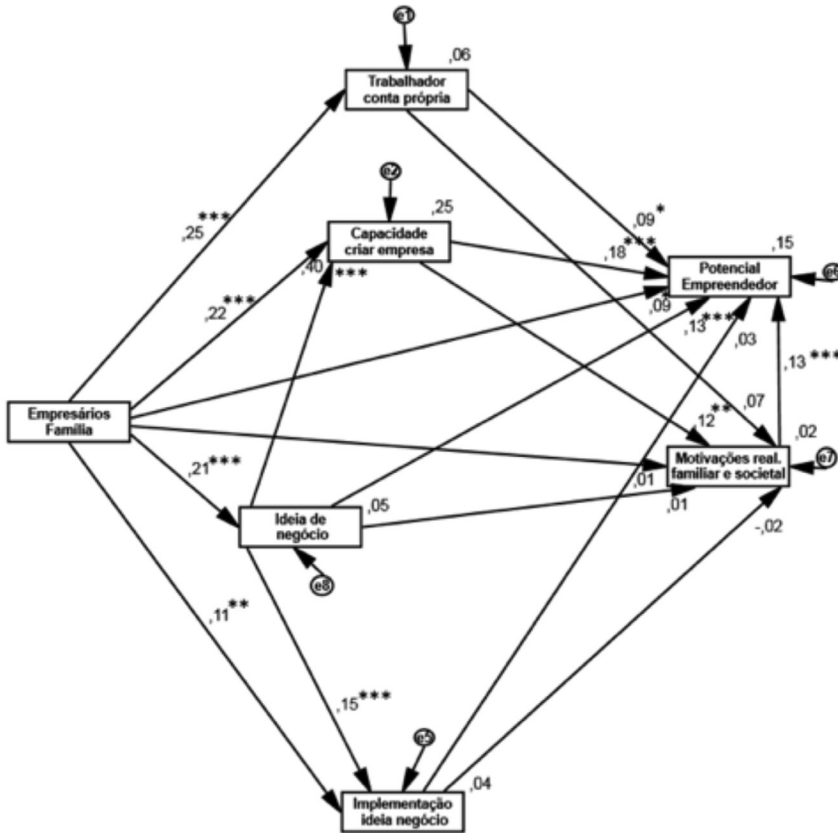 e1
,06
Trabalhador
conta própria
e2
,25***
,25
,09*
Capacidade
criar empresa
,15
,18***
Potencial
Empreendedor
e6
,40***
,22***
,09*
,13***
,03
,13***
Empresários
Família
,07
,12**
,02
Motivações real.
familiar e societal
e7
,21***
,01
,05
,01
Ideia de
negócio
-,02
e8
,11**
,15***
e5
,04
Implementação
ideia negócio